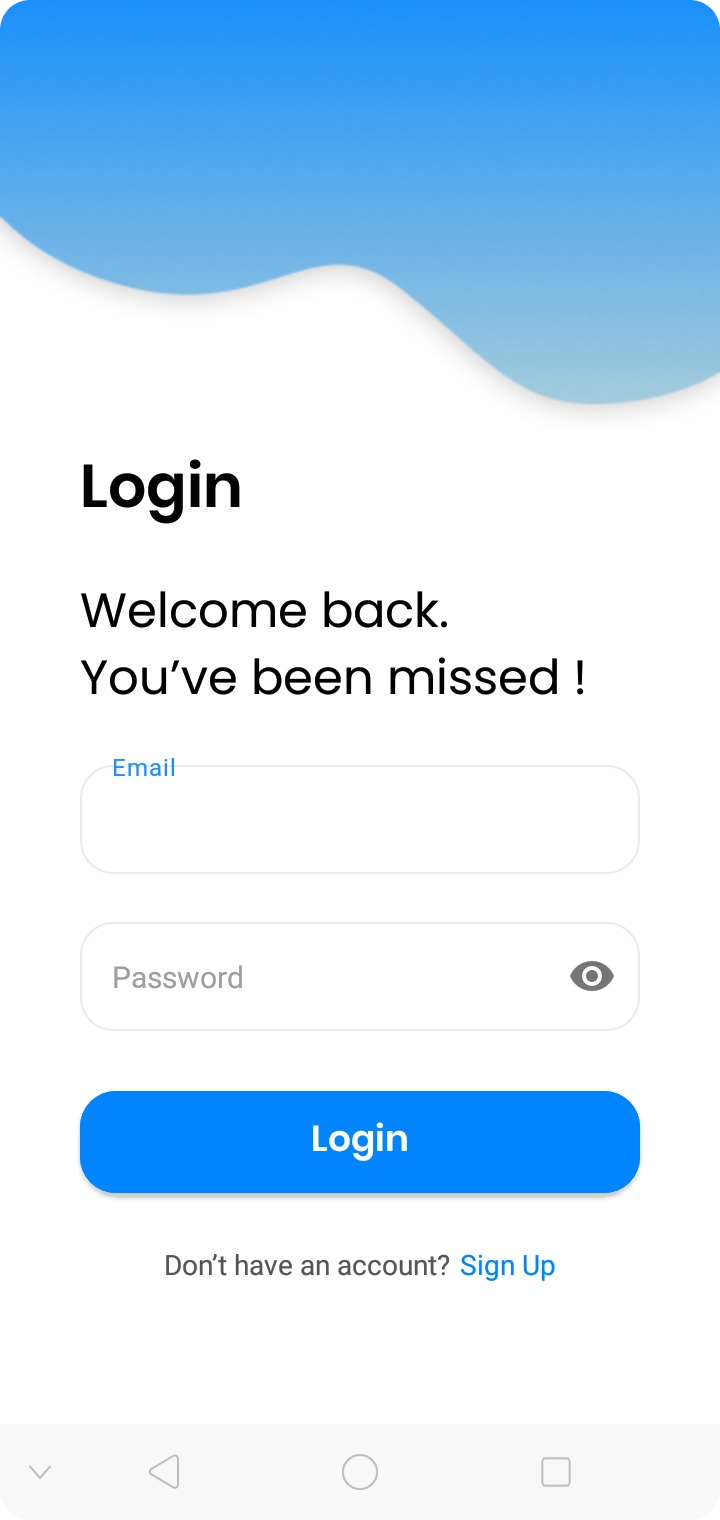 Login
Welcome back.
You’ve been missed !
Email
Password
Login
Don’t have an account? Sign Up